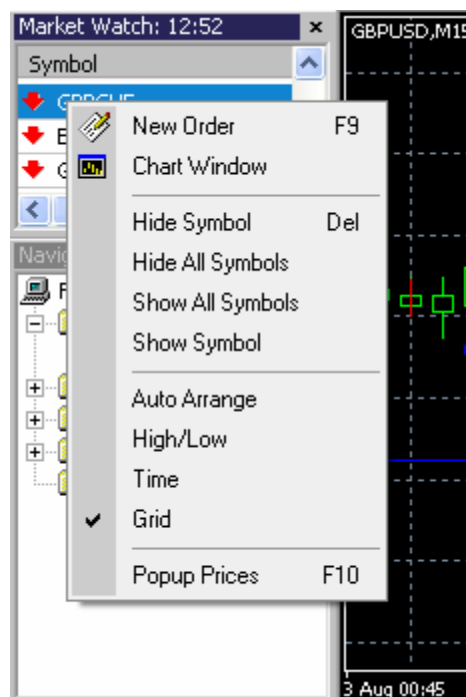 Market Watch: 12:52
GBPUSD,M15
Symbol
New Order F9
Chart Window
Hide Symbol Del
Hide All Symbols
Show All Symbols
Show Symbol
Auto Arrange
High/Low
Time
Grid
Popup Prices F10
3 Aug 00:45